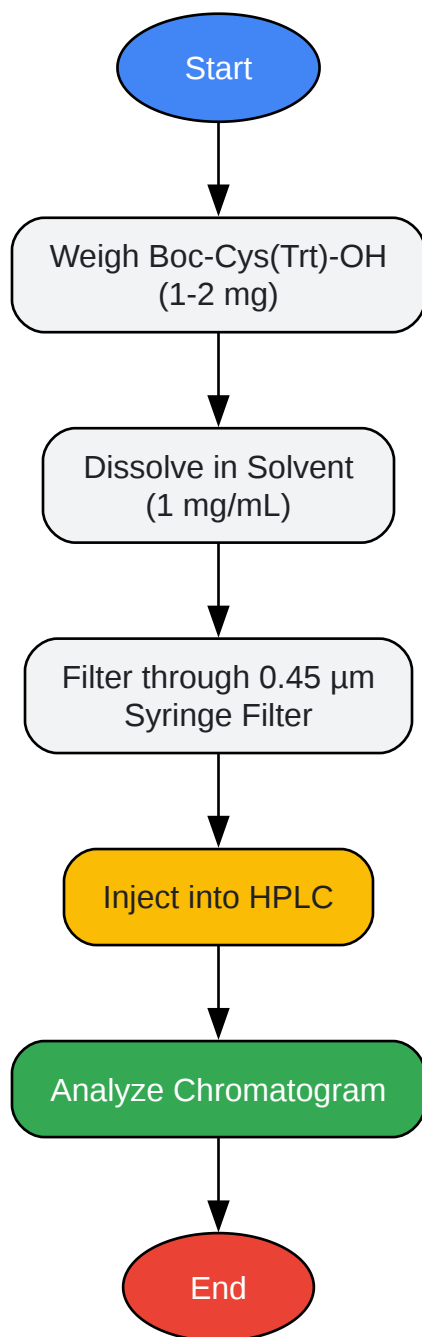 Start
Weigh Boc-Cys(Trt)-OH
(1-2 mg)
Dissolve in Solvent
(1 mg/mL)
Filter through 0.45 µm
Syringe Filter
Inject into HPLC
Analyze Chromatogram
End